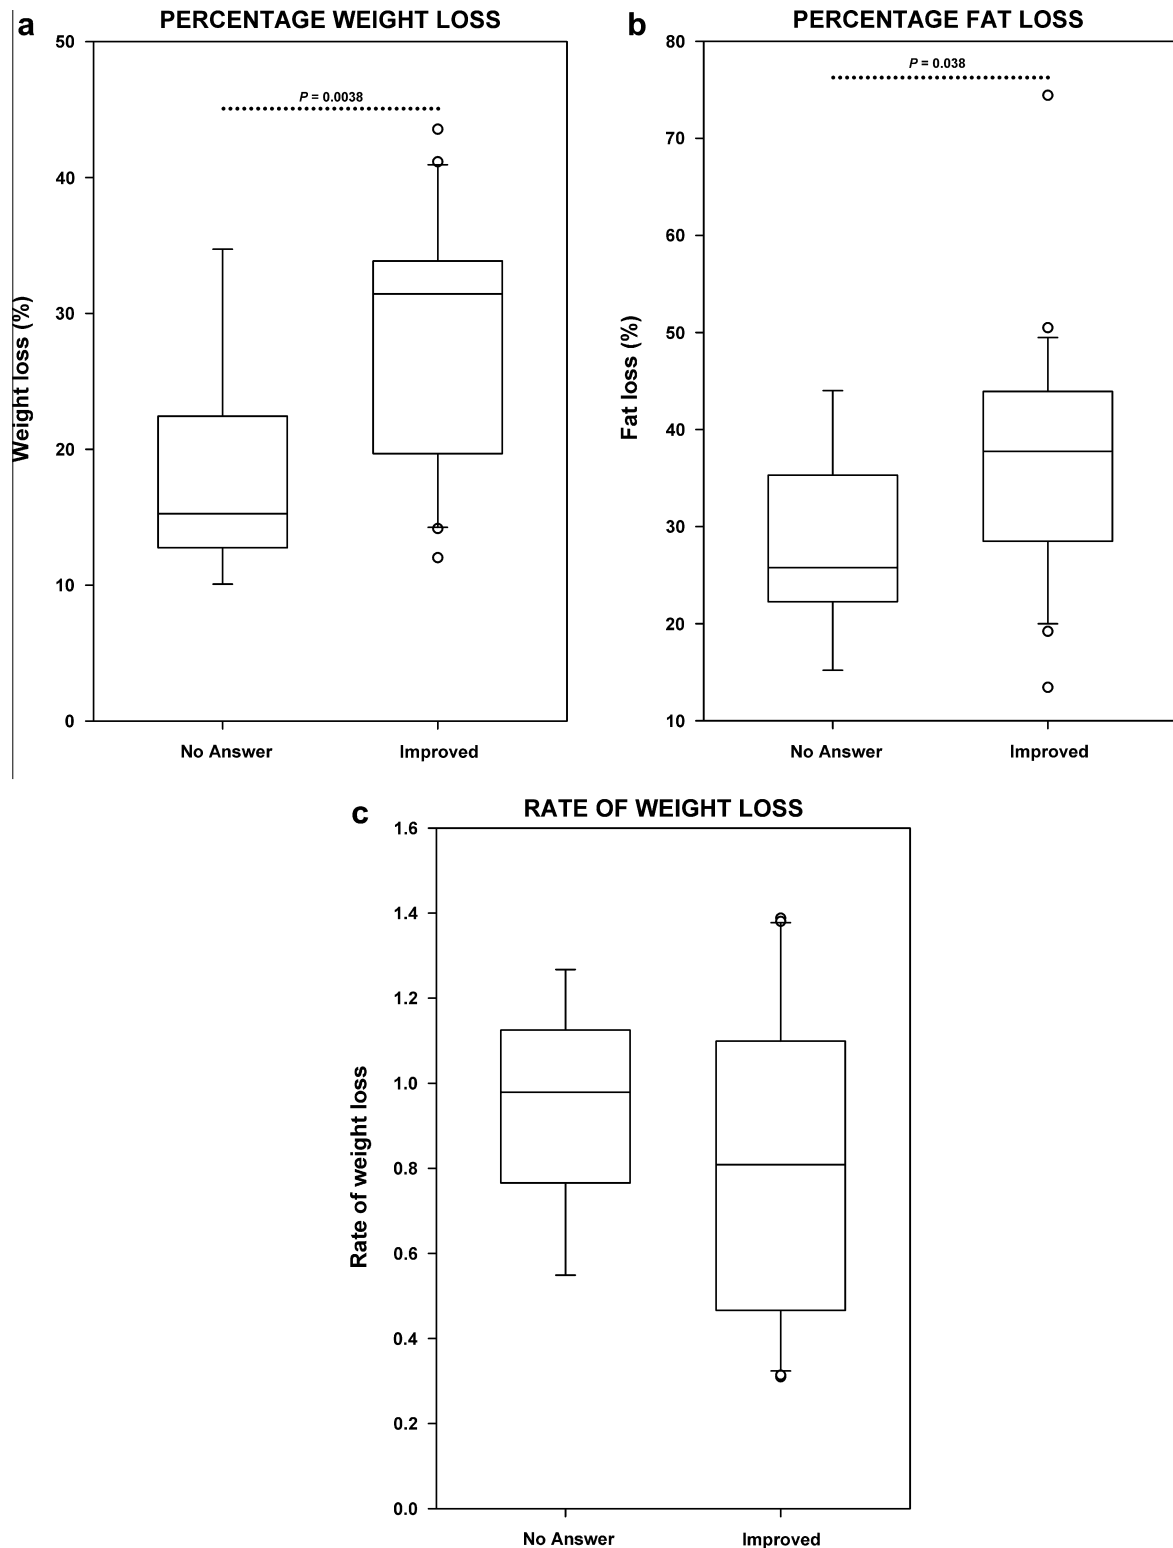 a
PERCENTAGE WEIGHT LOSS
50
40
30
20
10
0
Weight loss (%)
P = 0.0038
No Answer
Improved
b
PERCENTAGE FAT LOSS
80
70
60
50
40
30
20
10
Fat loss (%)
P = 0.038
No Answer
Improved
c
RATE OF WEIGHT LOSS
1.6
1.4
1.2
1.0
0.8
0.6
0.4
0.2
0.0
Rate of weight loss
No Answer
Improved